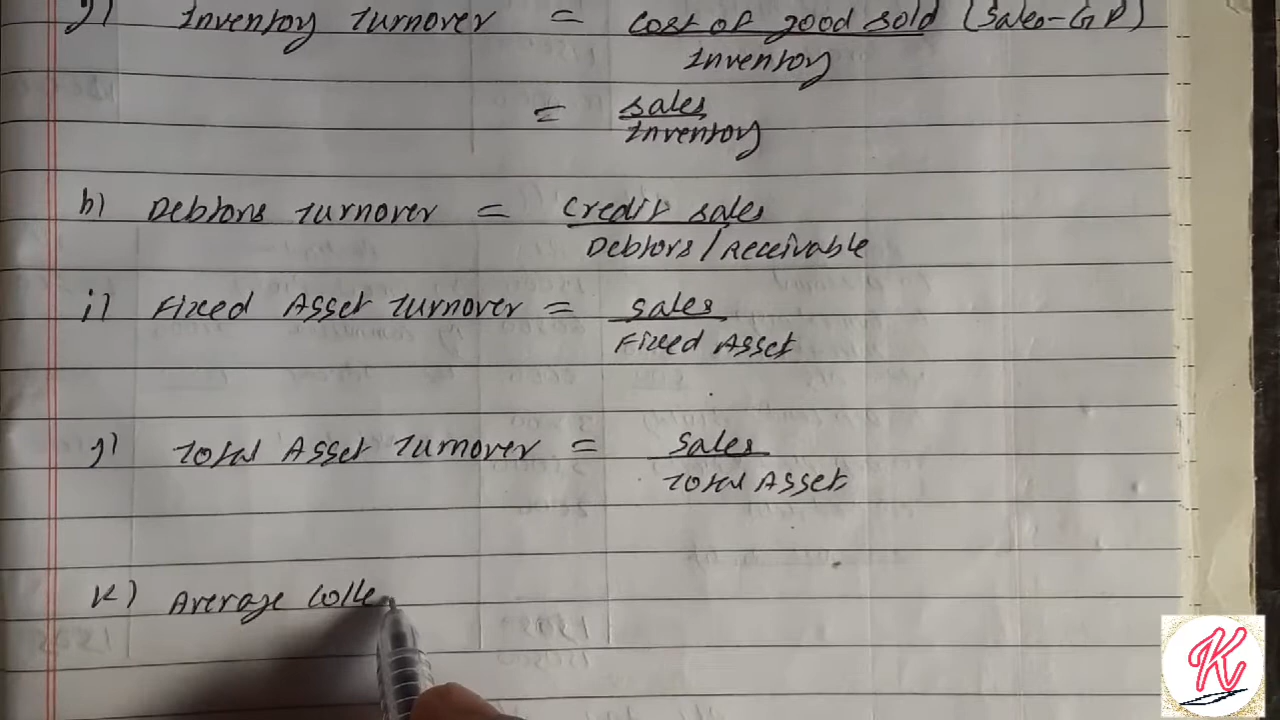 g) Inventory Turnover = Cost of good sold (Sales-GP)
Inventory
= Sales
Inventory
h) Debtors Turnover = Credit sales
Debtors/Receivable
i) Fixed Asset Turnover = Sales
Fixed Asset
j) Total Asset Turnover = Sales
Total Asset
K) Average Colle
K